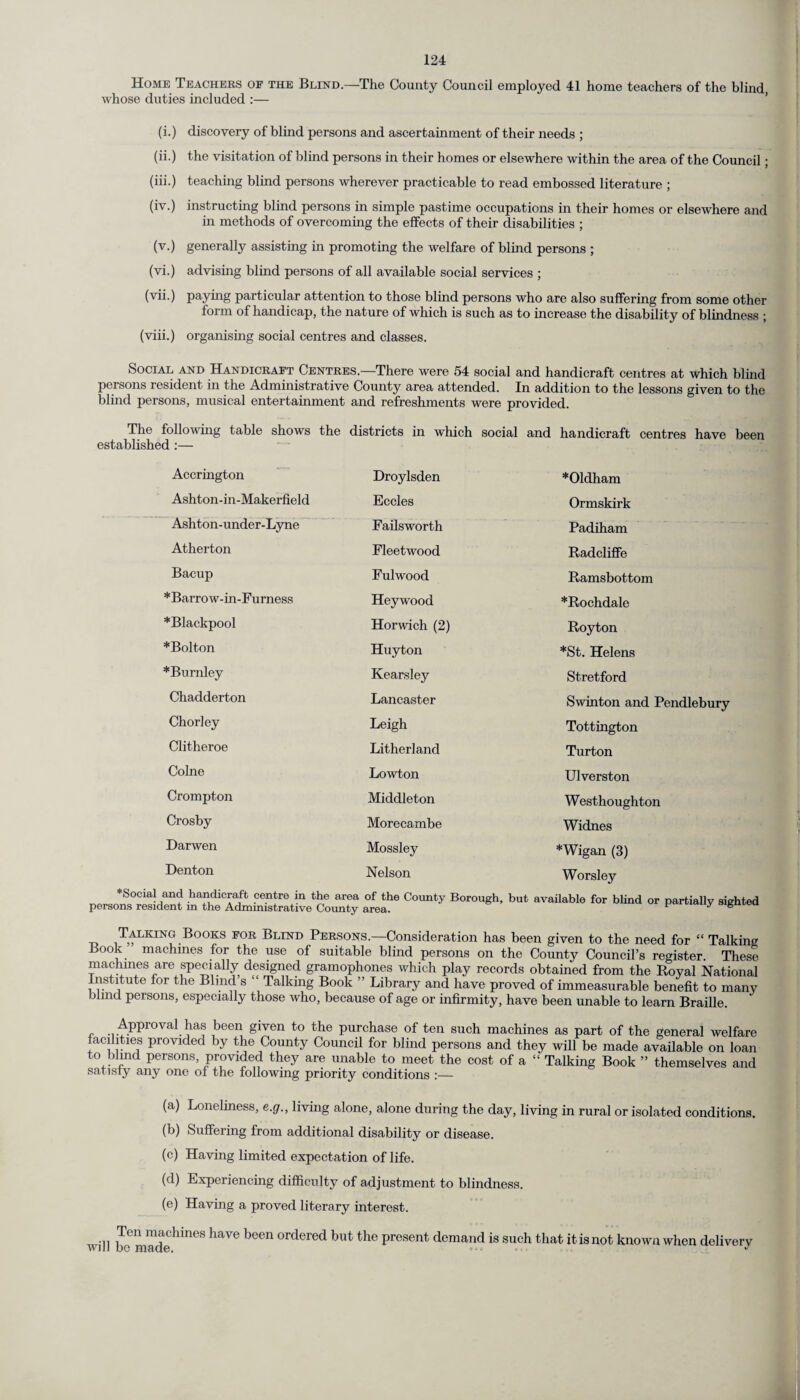 124
HOME TEACHERS OF THE BLIND.—The County Council employed 41 home teachers of the blind,
whose duties included :—
(i.) discovery of blind persons and ascertainment of their needs ;
(ii.) the visitation of blind persons in their homes or elsewhere within the area of the Council ;
(iii.) teaching blind persons wherever practicable to read embossed literature ;
(iv.) instructing blind persons in simple pastime occupations in their homes or elsewhere and
in methods of overcoming the effects of their disabilities ;
(v.) generally assisting in promoting the welfare of blind persons ;
(vi.) advising blind persons of all available social services ;
(vii.) paying particular attention to those blind persons who are also suffering from some other
form of handicap, the nature of which is such as to increase the disability of blindness ;
(viii.) organising social centres and classes.
SOCIAL AND HANDICRAFT CENTRES.—There were 54 social and handicraft centres at which blind
persons resident in the Administrative County area attended. In addition to the lessons given to the
blind persons, musical entertainment and refreshments were provided.
The following table shows the districts in which social and handicraft centres have been
established :—
Accrington Droylsden *Oldham
Ashton-in-Makerfield Eccles Ormskirk
Ashton-under-Lyne Failsworth Padiham
Atherton Fleetwood Radcliffe
Bacup Fulwood Ramsbottom
*Barrow-in-Furness Heywood *Rochdale
*Blackpool Horwich (2) Royton
*Bolton Huyton *St. Helens
*Burnley Kearsley Stretford
Chadderton Lancaster Swinton and Pendlebury
Chorley Leigh Tottington
Clitheroe Litherland Turton
Colne Lowton Ulverston
Crompton Middleton Westhoughton
Crosby Morecambe Widnes
Darwen Mossley *Wigan (3)
Denton Nelson Worsley
*Social and handicraft centre in the area of the County Borough, but available for blind or partially sighted
persons resident in the Administrative County area.
TALKING BOOKS FOR BLIND PERSONS.—Consideration has been given to the need for “ Talking
Book ” machines for the use of suitable blind persons on the County Council’s register. These
machines are specially designed gramophones which play records obtained from the Royal National
Institute for the Blind’s “ Talking Book ” Library and have proved of immeasurable benefit to many
blind persons, especially those who, because of age or infirmity, have been unable to learn Braille.
Approval has been given to the purchase of ten such machines as part of the general welfare
facilities provided by the County Council for blind persons and they will be made available on loan
to blind persons, provided they are unable to meet the cost of a “ Talking Book ” themselves and
satisfy any one of the following priority conditions :—
(a) Loneliness, e.g., living alone, alone during the day, living in rural or isolated conditions.
(b) Suffering from additional disability or disease.
(c) Having limited expectation of life.
(d) Experiencing difficulty of adjustment to blindness.
(e) Having a proved literary interest.
Ten machines have been ordered but the present demand is such that it is not known when delivery
will be made.